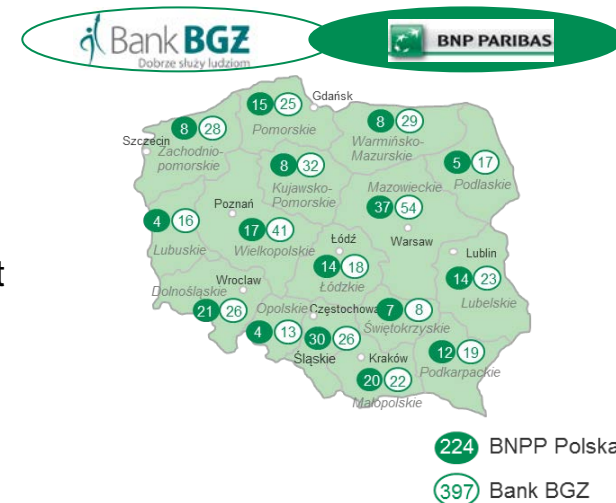 Bank BGŻ
Dobrze służy ludziom
BNP PARIBAS
Gdańsk
15 25
Pomorskie
8 28
Szczecin
Zachodnio-
pomorskie
8 29
Warmińsko-
Mazurskie
8 32
Kujawsko-
Pomorskie
5 17
Podlaskie
Mazowieckie
37 54
Warsaw
Poznań
4 16
Lubuskie
17 41
Wielkopolskie
Łódź
14 18
Łódzkie
Lublin
14 23
Lubelskie
t
Wroclaw
Dolnośląskie
21 26
Opolskie
4 13
Częstochowa
30 26
Śląskie
7 8
Świętokrzyskie
12 19
Podkarpackie
Kraków
20 22
Małopolskie
224 BNPP Polska
397 Bank BGZ